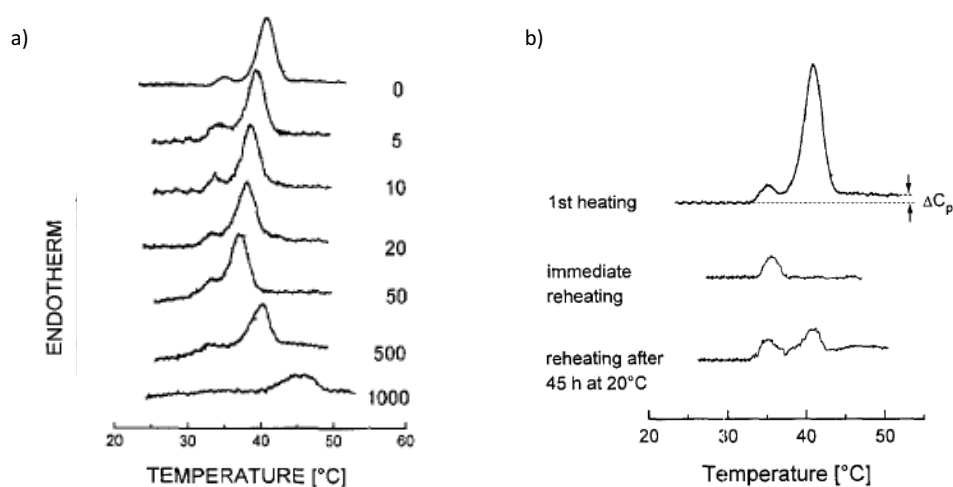 a)
0
5
10
20
50
500
1000
ENDOTHERM
20 30 40 50 60
TEMPERATURE [°C]
b)
1st heating
ΔCp
immediate
reheating
reheating after
45 h at 20°C
20 30 40 50
Temperature [°C]